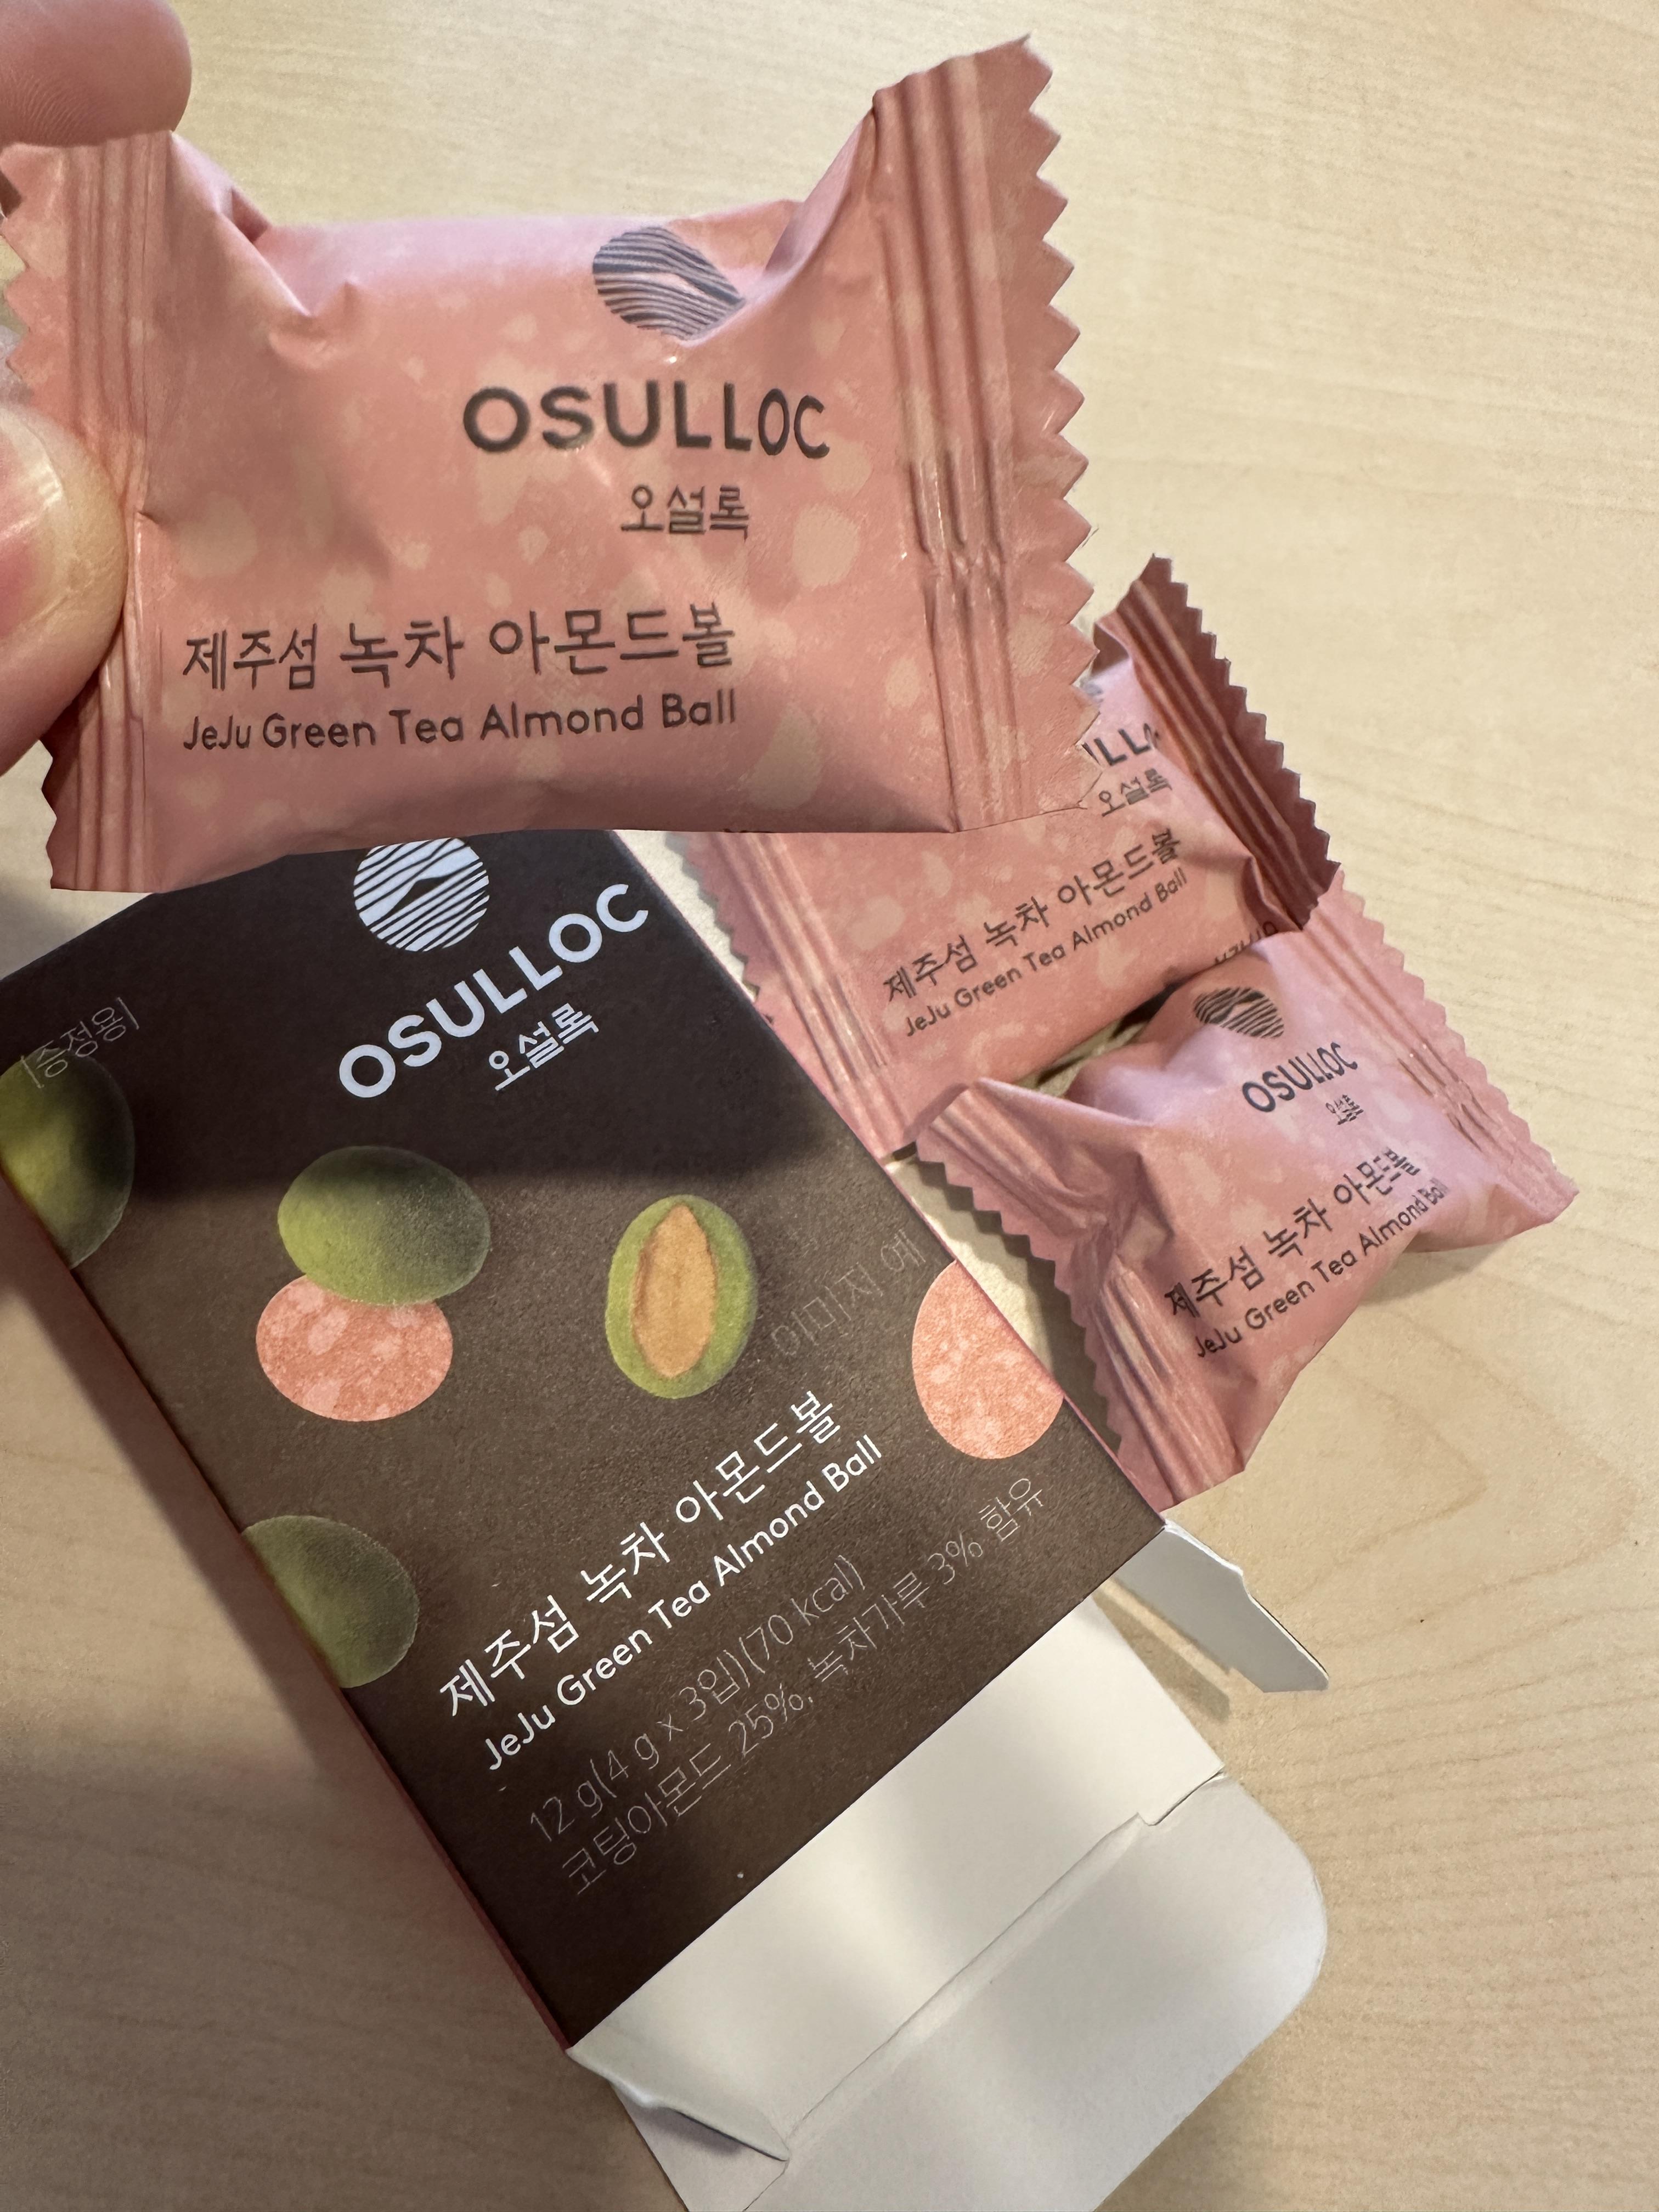 OSULLOC
오설록
제주섬 녹차 아몬드볼
JeJu Green Tea Almond Ball
오설록
제주섬 녹차 아몬드볼
JeJu Green Tea Almond Ball
OSULLOC
오설록
제주섬 녹차 아몬드볼
JeJu Green Tea Almond Ball
|증정용|
OSULLOC
오설록
이미지 예
제주섬 녹차 아몬드볼
JeJu Green Tea Almond Ball
12 g(4 g x 3입)(70 kcal)
코팅아몬드 25%, 녹차가루 3% 함유